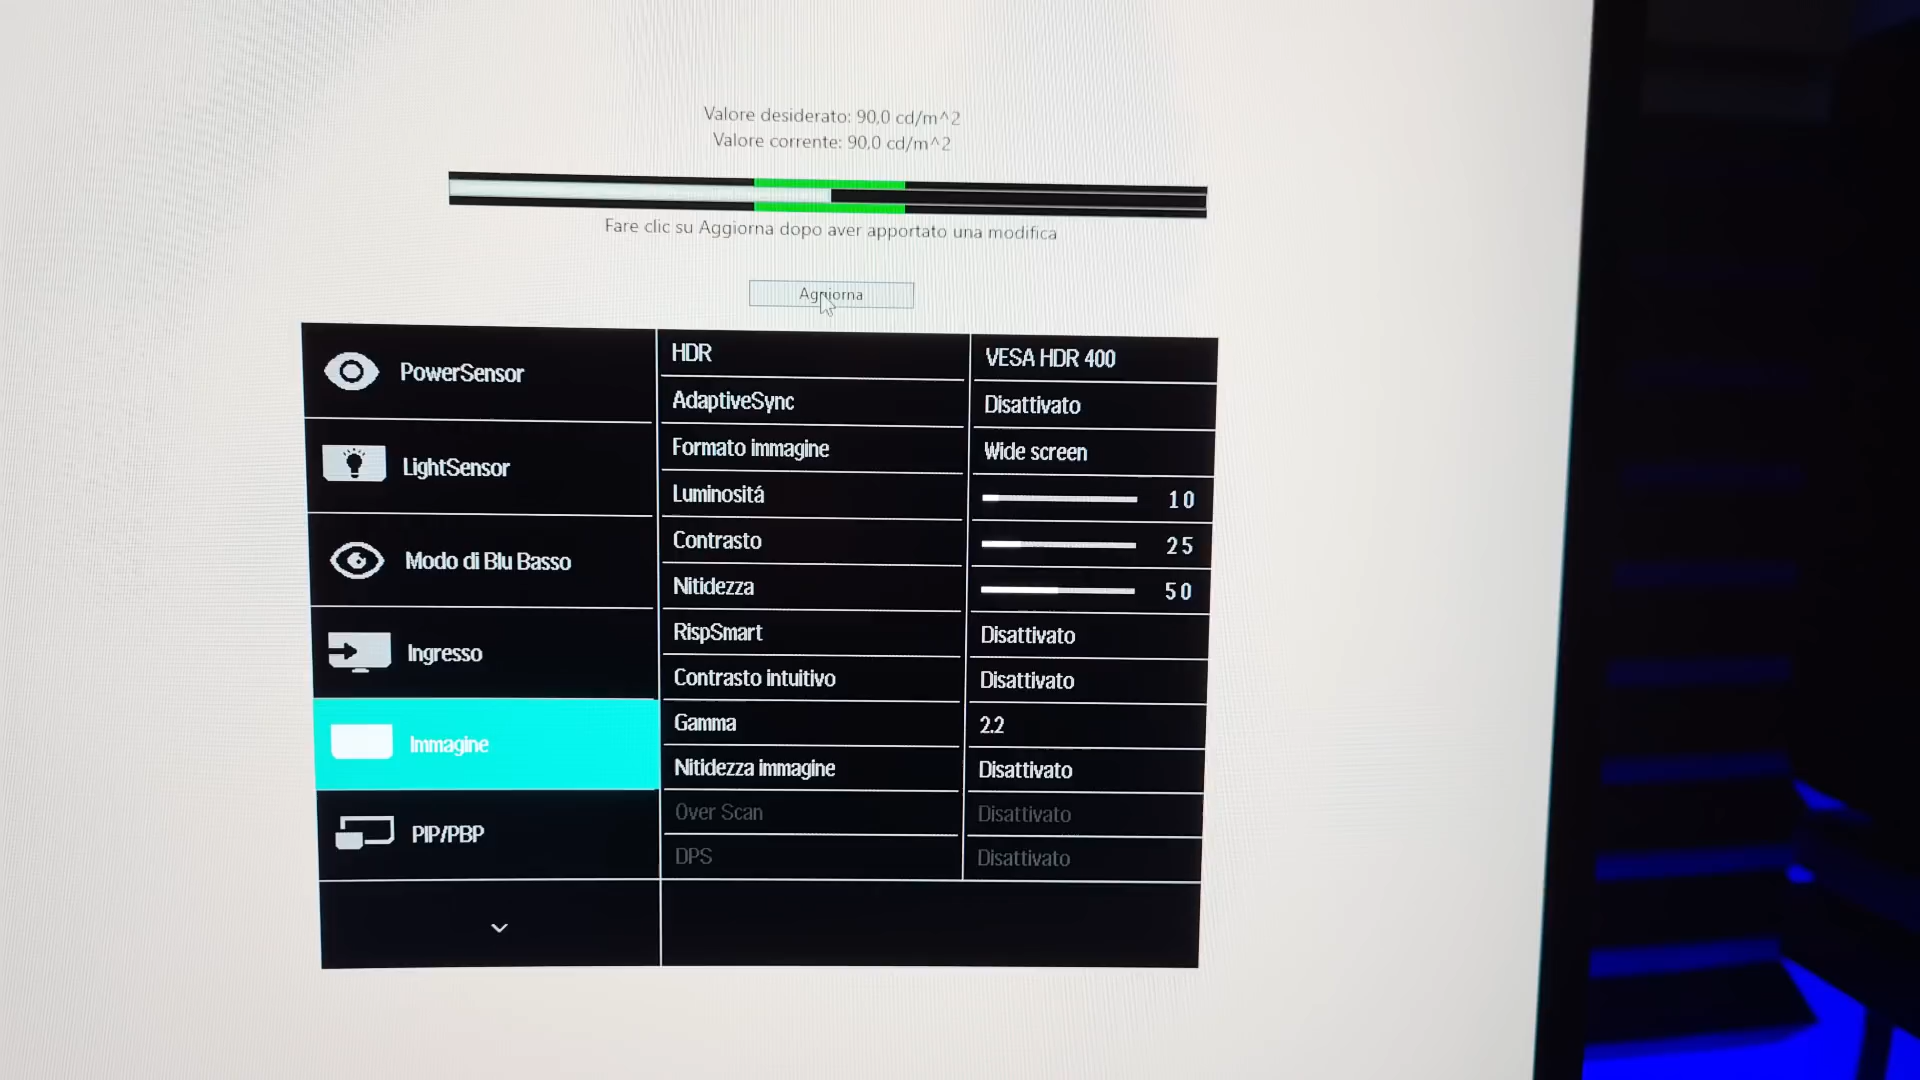 Valore desiderato: 90,0 cd/m^2
Valore corrente: 90,0 cd/m^2
Fare clic su Aggiorna dopo aver apportato una modifica
Aggiorna
PowerSensor
LightSensor
Modo di Blu Basso
Ingresso
Immagine
PIP/PBP
HDR VESA HDR 400
AdaptiveSync Disattivato
Formato immagine Wide screen
Luminositá 10
Contrasto 25
Nitidezza 50
RispSmart Disattivato
Contrasto intuitivo Disattivato
Gamma 2.2
Nitidezza immagine Disattivato
Over Scan Disattivato
DPS Disattivato